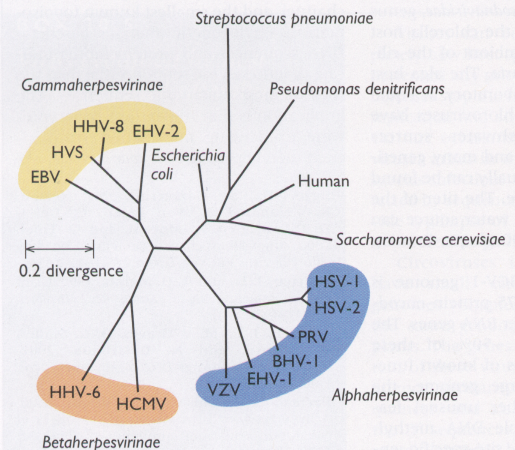 Streptococcus pneumoniae
Gammaherpesvirinae
Pseudomonas denitrificans
HHV-8
EHV-2
HVS
Escherichia
coli
EBV
Human
Saccharomyces cerevisiae
0.2 divergence
HSV-1
HSV-2
PRV
BHV-1
EHV-1
VZV
HHV-6
HCMV
Alphaherpesvirinae
Betaherpesvirinae